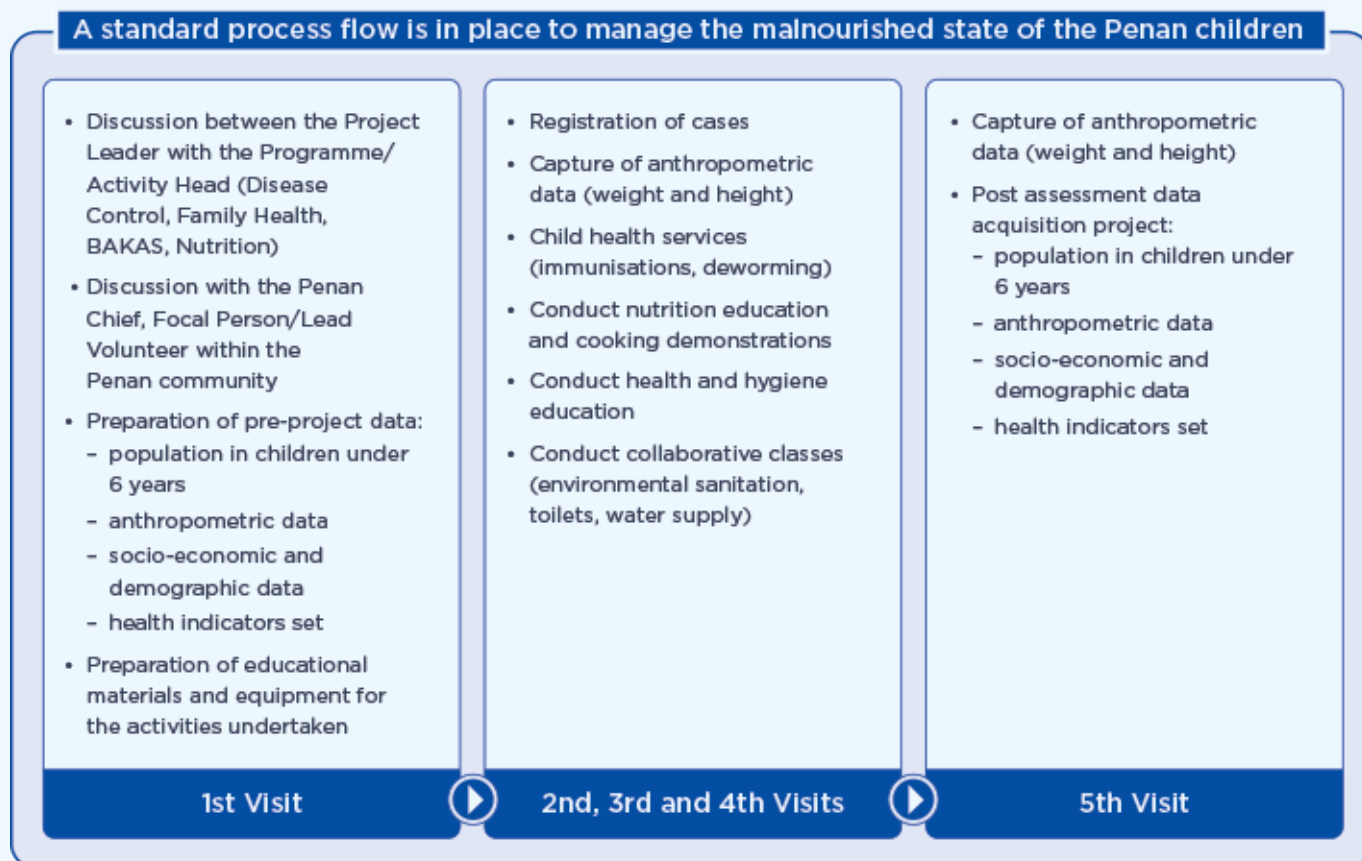 A standard process flow is in place to manage the malnourished state of the Penan children
• Discussion between the Project
Leader with the Programme/
Activity Head (Disease
Control, Family Health,
BAKAS, Nutrition)
• Discussion with the Penan
Chief, Focal Person/Lead
Volunteer within the
Penan community
• Preparation of pre-project data:
– population in children under
6 years
– anthropometric data
– socio-economic and
demographic data
– health indicators set
• Preparation of educational
materials and equipment for
the activities undertaken
1st Visit
• Registration of cases
• Capture of anthropometric
data (weight and height)
• Child health services
(immunisations, deworming)
• Conduct nutrition education
and cooking demonstrations
• Conduct health and hygiene
education
• Conduct collaborative classes
(environmental sanitation,
toilets, water supply)
2nd, 3rd and 4th Visits
• Capture of anthropometric
data (weight and height)
• Post assessment data
acquisition project:
– population in children under
6 years
– anthropometric data
– socio-economic and
demographic data
– health indicators set
5th Visit